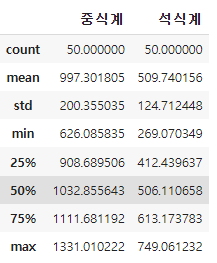 중식계 석식계
count 50.000000 50.000000
mean 997.301805 509.740156
std 200.355035 124.712448
min 626.085835 269.070349
25% 908.689506 412.439637
50% 1032.855643 506.110658
75% 1111.681192 613.173783
max 1331.010222 749.061232